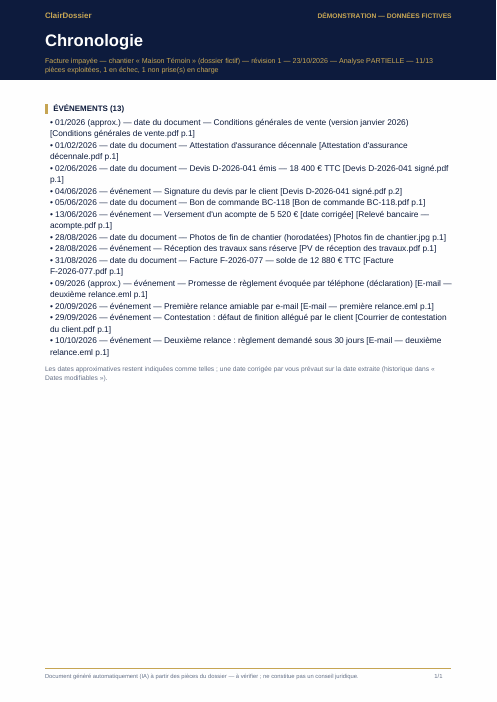 ClairDossier
DÉMONSTRATION — DONNÉES FICTIVES
Chronologie
Facture impayée — chantier « Maison Témoin » (dossier fictif) — révision 1 — 23/10/2026 — Analyse PARTIELLE — 11/13
pièces exploitées, 1 en échec, 1 non prise(s) en charge
ÉVÉNEMENTS (13)
• 01/2026 (approx.) — date du document — Conditions générales de vente (version janvier 2026)
[Conditions générales de vente.pdf p.1]
• 01/02/2026 — date du document — Attestation d'assurance décennale [Attestation d'assurance
décennale.pdf p.1]
• 02/06/2026 — date du document — Devis D-2026-041 émis — 18 400 € TTC [Devis D-2026-041 signé.pdf
p.1]
• 04/06/2026 — événement — Signature du devis par le client [Devis D-2026-041 signé.pdf p.2]
• 05/06/2026 — date du document — Bon de commande BC-118 [Bon de commande BC-118.pdf p.1]
• 13/06/2026 — événement — Versement d'un acompte de 5 520 € [date corrigée] [Relevé bancaire —
acompte.pdf p.1]
• 28/08/2026 — date du document — Photos de fin de chantier (horodatées) [Photos fin de chantier.jpg p.1]
• 28/08/2026 — événement — Réception des travaux sans réserve [PV de réception des travaux.pdf p.1]
• 31/08/2026 — date du document — Facture F-2026-077 — solde de 12 880 € TTC [Facture
F-2026-077.pdf p.1]
• 09/2026 (approx.) — événement — Promesse de règlement évoquée par téléphone (déclaration) [E-mail —
deuxième relance.eml p.1]
• 20/09/2026 — événement — Première relance amiable par e-mail [E-mail — première relance.eml p.1]
• 29/09/2026 — événement — Contestation : défaut de finition allégué par le client [Courrier de contestation
du client.pdf p.1]
• 10/10/2026 — événement — Deuxième relance : règlement demandé sous 30 jours [E-mail — deuxième
relance.eml p.1]
Les dates approximatives restent indiquées comme telles ; une date corrigée par vous prévaut sur la date extraite (historique dans «
Dates modifiables »).
Document généré automatiquement (IA) à partir des pièces du dossier — à vérifier ; ne constitue pas un conseil juridique.
1/1